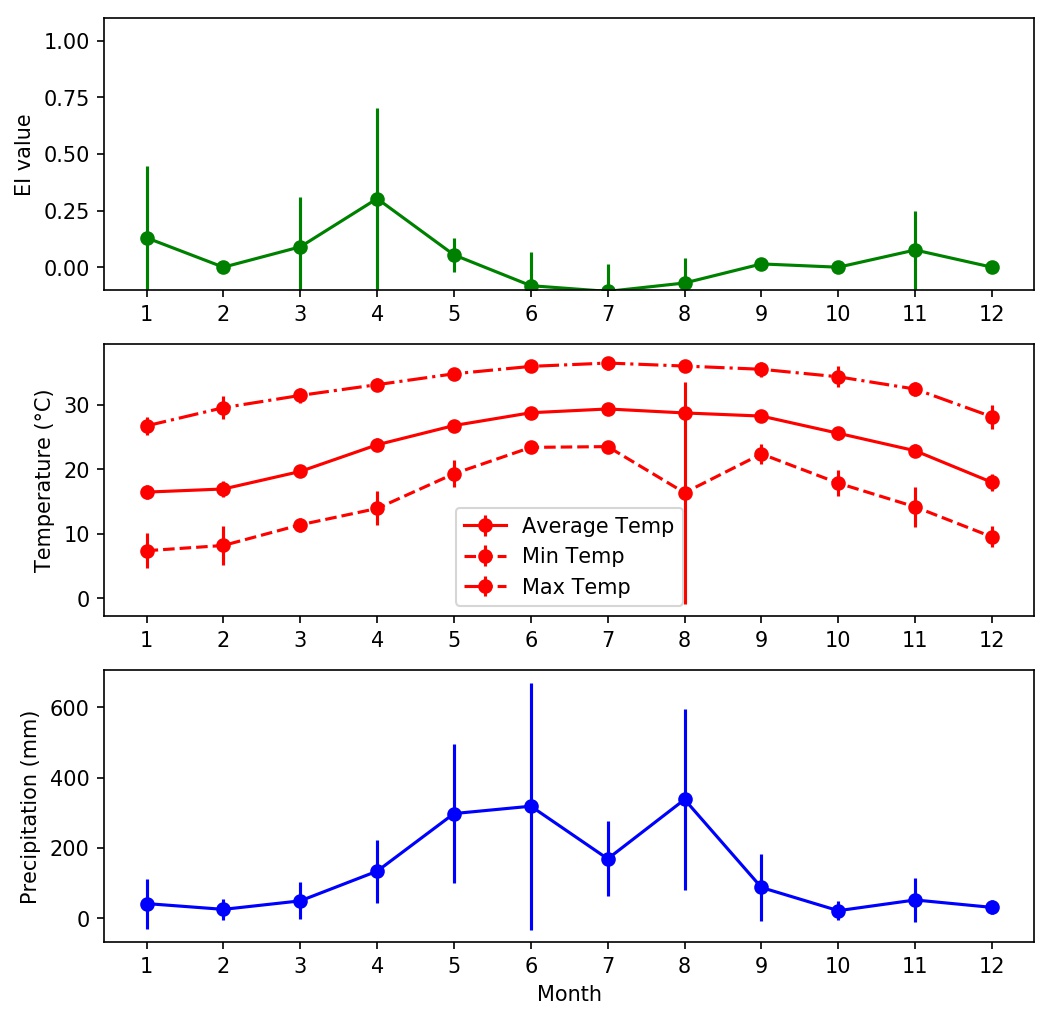 EI value
1.00
0.75
0.50
0.25
0.00
1 2 3 4 5 6 7 8 9 10 11 12
Temperature (°C)
30
20
10
0
Average Temp
Min Temp
Max Temp
1 2 3 4 5 6 7 8 9 10 11 12
Precipitation (mm)
600
400
200
0
1 2 3 4 5 6 7 8 9 10 11 12
Month